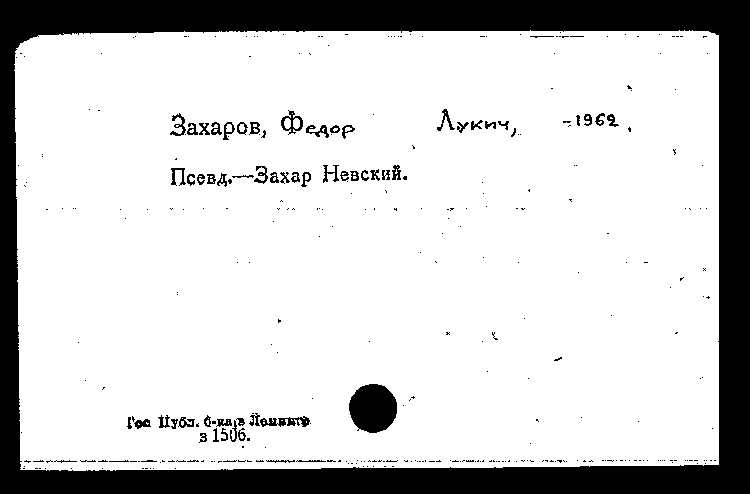 Захаров, Федор Лукич, -1962.
Псевд.—Захар Невский.
Гос Публ. б-ка в Ленингр
з 1506.